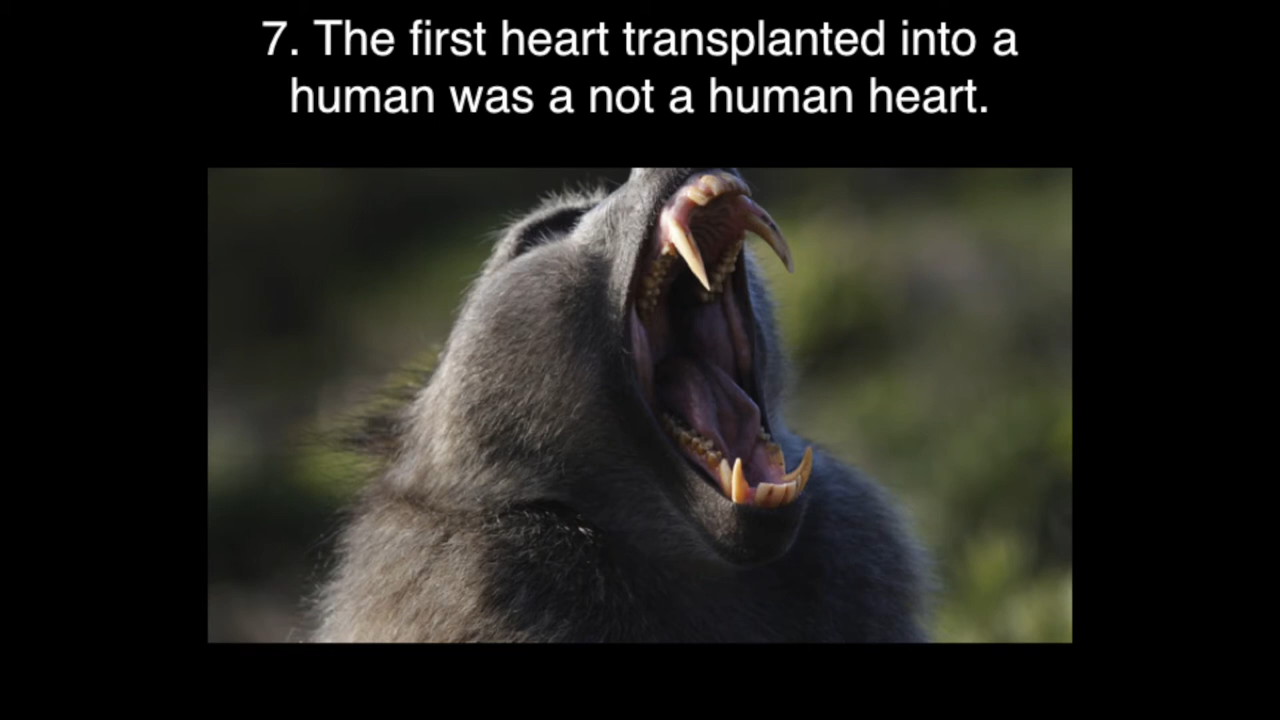 7. The first heart transplanted into a
human was a not a human heart.